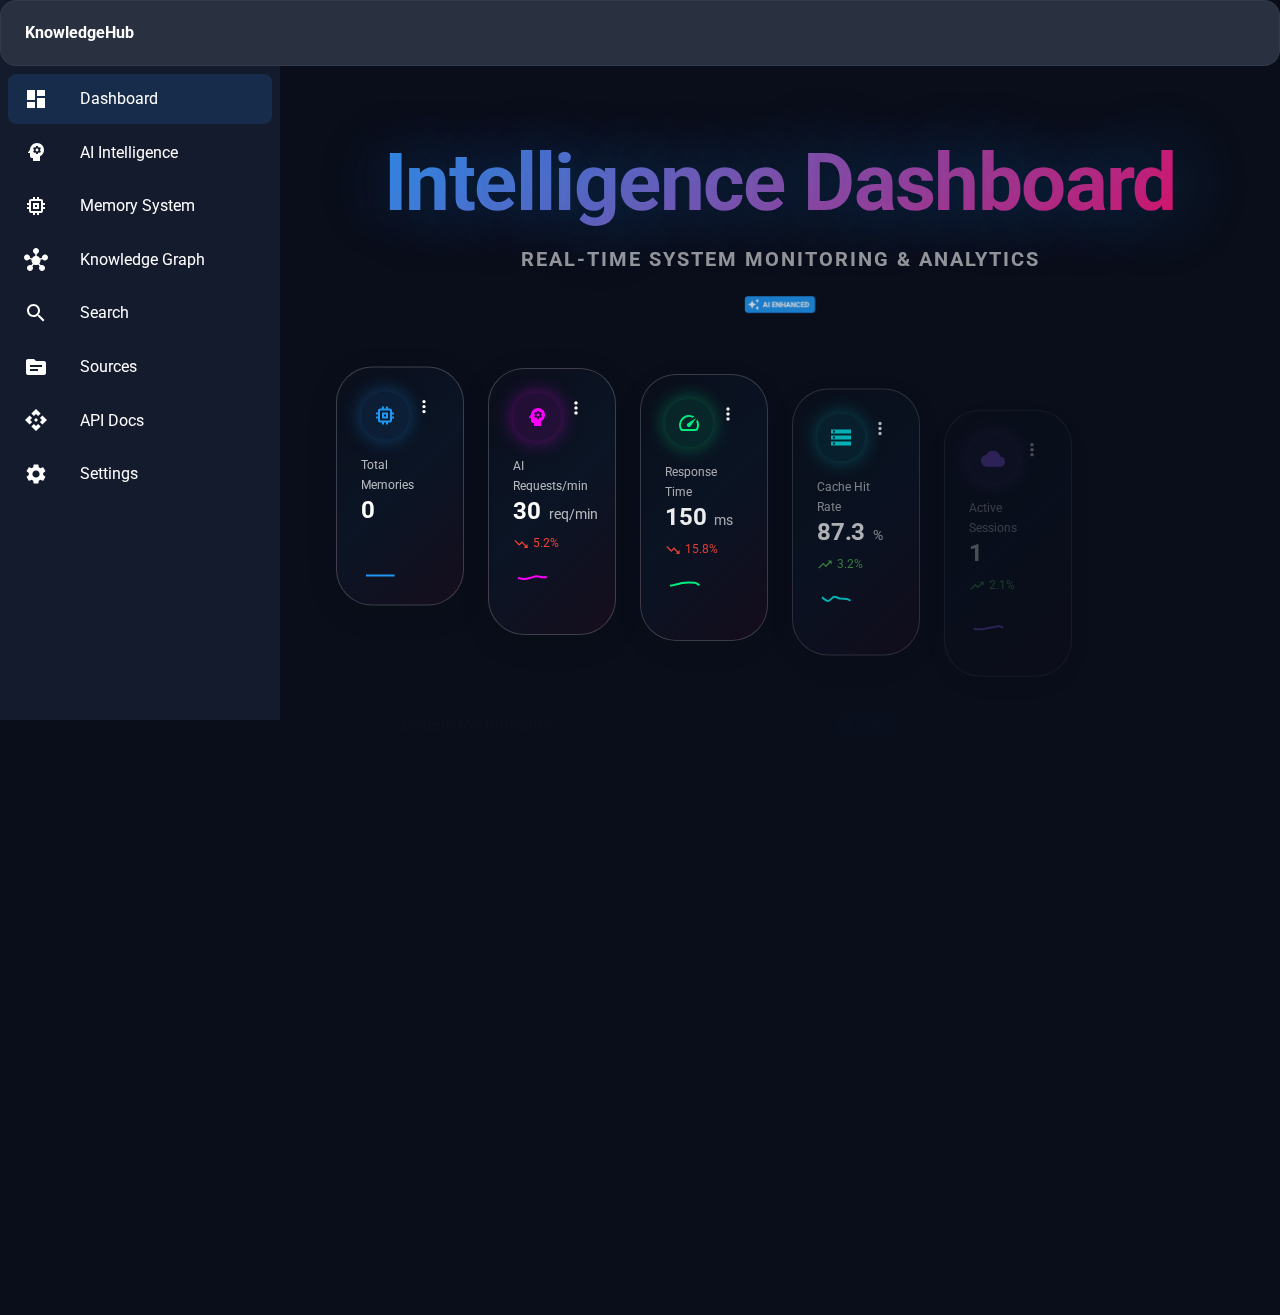 KnowledgeHub
Dashboard
AI Intelligence
Memory System
Knowledge Graph
Search
Sources
API Docs
Settings
Intelligence Dashboard
REAL-TIME SYSTEM MONITORING & ANALYTICS
AI ENHANCED
Total
Memories
0
AI
Requests/min
30 req/min
5.2%
Response
Time
150 ms
15.8%
Cache Hit
Rate
87.3 %
3.2%
Active
Sessions
1
2.1%